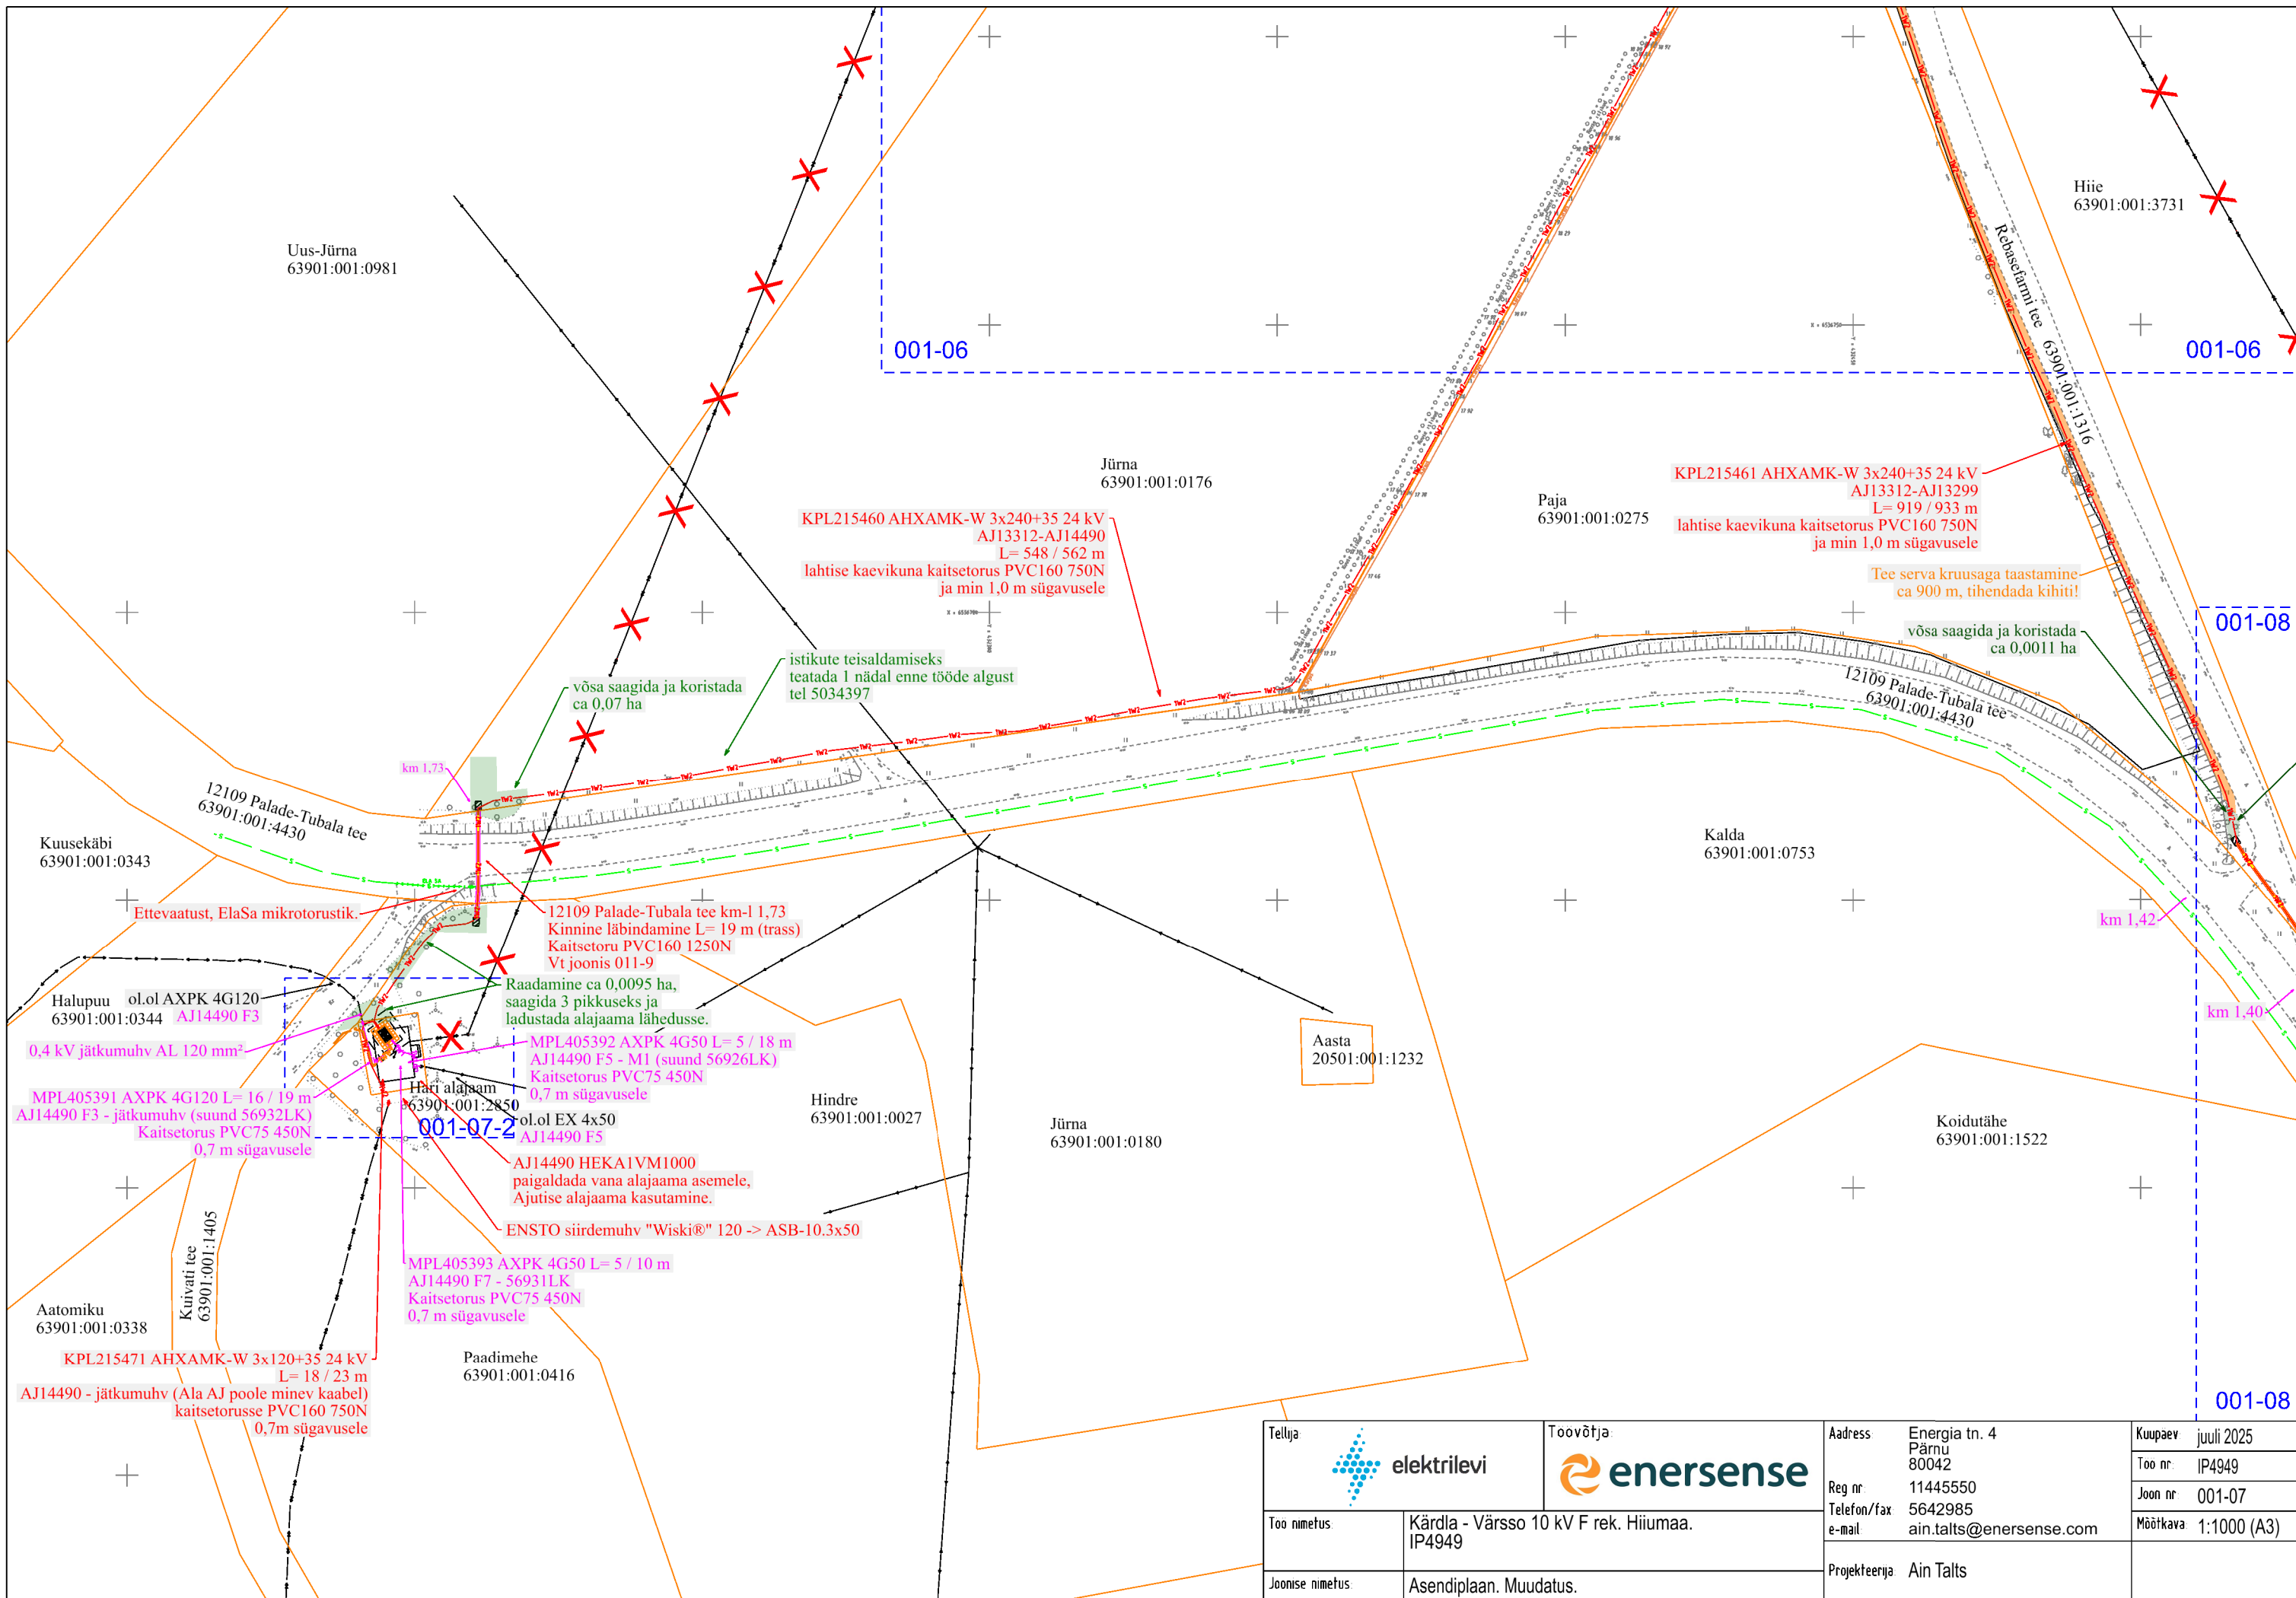 Uus-Jürna
63901:001:0981
001-06
001-06
Hiie
63901:001:3731
Rebasefarmi tee
63901:001:1316
Jürna
63901:001:0176
Paja
63901:001:0275
KPL215460 AHXAMK-W 3x240+35 24 kV
AJ13312-AJ14490
L= 548 / 562 m
lahtise kaevikuna kaitsetorus PVC160 750N
ja min 1,0 m sügavusele
KPL215461 AHXAMK-W 3x240+35 24 kV
AJ13312-AJ13299
L= 919 / 933 m
lahtise kaevikuna kaitsetorus PVC160 750N
ja min 1,0 m sügavusele
Tee serva kruusaga taastamine
ca 900 m, tihendada kihiti!
001-08
võsa saagida ja koristada
ca 0,0011 ha
istikute teisaldamiseks
teatada 1 nädal enne tööde algust
tel 5034397
võsa saagida ja koristada
ca 0,07 ha
km 1,73
12109 Palade-Tubala tee
63901:001:4430
12109 Palade-Tubala tee
63901:001:4430
Kuusekäbi
63901:001:0343
Kalda
63901:001:0753
Ettevaatust, ElaSa mikrotorustik.
12109 Palade-Tubala tee km-l 1,73
Kinnine läbindamine L= 19 m (trass)
Kaitsetoru PVC160 1250N
Vt joonis 011-9
km 1,42
km 1,40
Raadamine ca 0,0095 ha,
saagida 3 pikkuseks ja
ladustada alajaama lähedusse.
Halupuu
63901:001:0344
ol.ol AXPK 4G120
AJ14490 F3
0,4 kV jätkumuhv AL 120 mm²
MPL405392 AXPK 4G50 L= 5 / 18 m
AJ14490 F5 - M1 (suund 56926LK)
Kaitsetorus PVC75 450N
0,7 m sügavusele
Aasta
20501:001:1232
MPL405391 AXPK 4G120 L= 16 / 19 m
AJ14490 F3 - jätkumuhv (suund 56932LK)
Kaitsetorus PVC75 450N
0,7 m sügavusele
Hari alajaam
63901:001:2850
001-07-2
ol.ol EX 4x50
AJ14490 F5
Hindre
63901:001:0027
Jürna
63901:001:0180
Koidutähe
63901:001:1522
AJ14490 HEKA1VM1000
paigaldada vana alajaama asemele,
Ajutise alajaama kasutamine.
ENSTO siirdemuhv "Wiski®" 120 -> ASB-10.3x50
Kuivati tee
63901:001:1405
MPL405393 AXPK 4G50 L= 5 / 10 m
AJ14490 F7 - 56931LK
Kaitsetorus PVC75 450N
0,7 m sügavusele
Aatomiku
63901:001:0338
KPL215471 AHXAMK-W 3x120+35 24 kV
L= 18 / 23 m
AJ14490 - jätkumuhv (Ala AJ poole minev kaabel)
kaitsetorusse PVC160 750N
0,7m sügavusele
Paadimehe
63901:001:0416
001-08
Tellija:
elektrilevi
Töövõtja:
enersense
Aadress: Energia tn. 4
Pärnu
80042
Reg nr: 11445550
Telefon/fax: 5642985
e-mail: ain.talts@enersense.com
Projekteerija: Ain Talts
Kuupäev: juuli 2025
Töö nr: IP4949
Joon nr: 001-07
Mõõtkava: 1:1000 (A3)
Töö nimetus: Kärdla - Värsso 10 kV F rek. Hiiumaa.
IP4949
Joonise nimetus: Asendiplaan. Muudatus.